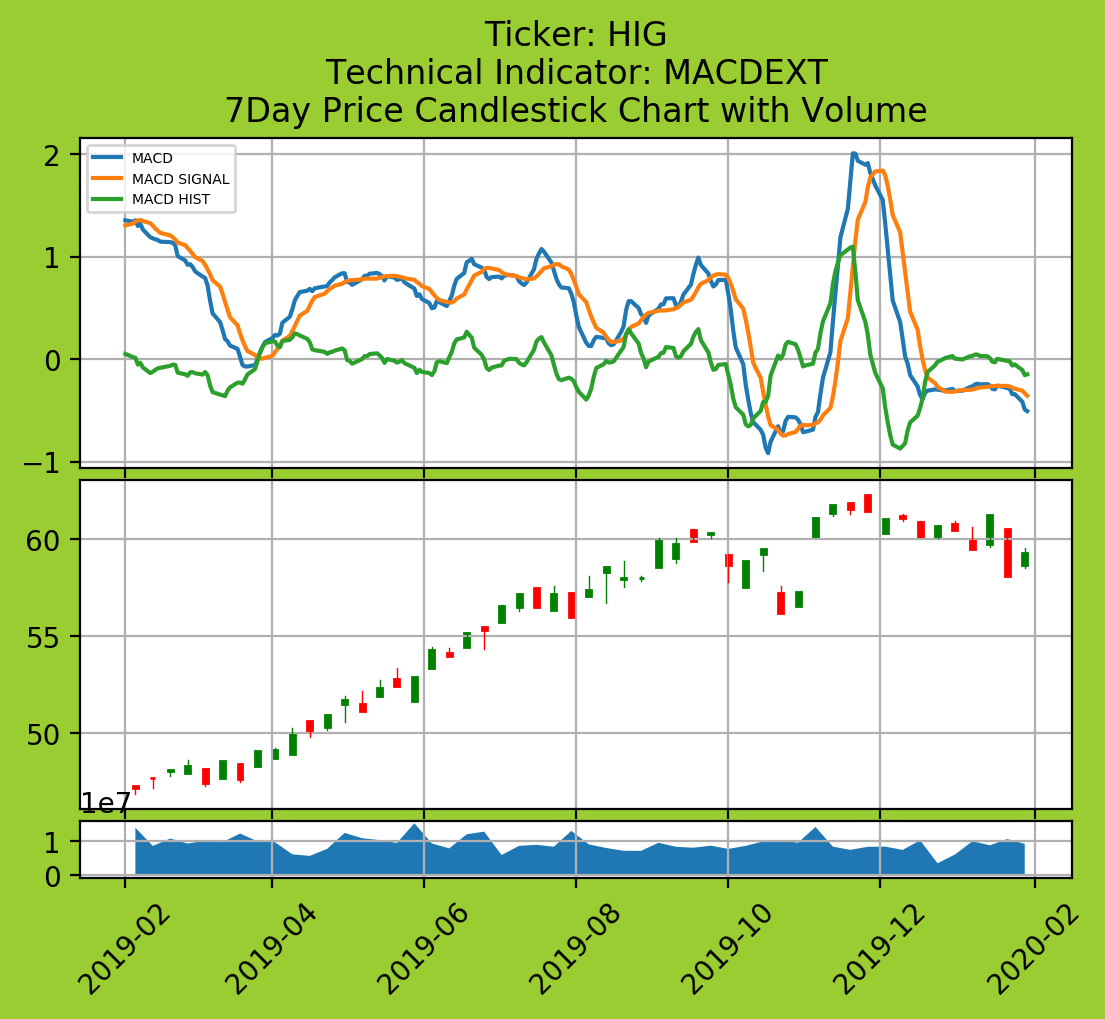 Ticker: HIG
Technical Indicator: MACDEXT
7Day Price Candlestick Chart with Volume
MACD
MACD SIGNAL
MACD HIST
2
1
0
−1
60
55
50
1e7
1
0
2019-02
2019-04
2019-06
2019-08
2019-10
2019-12
2020-02